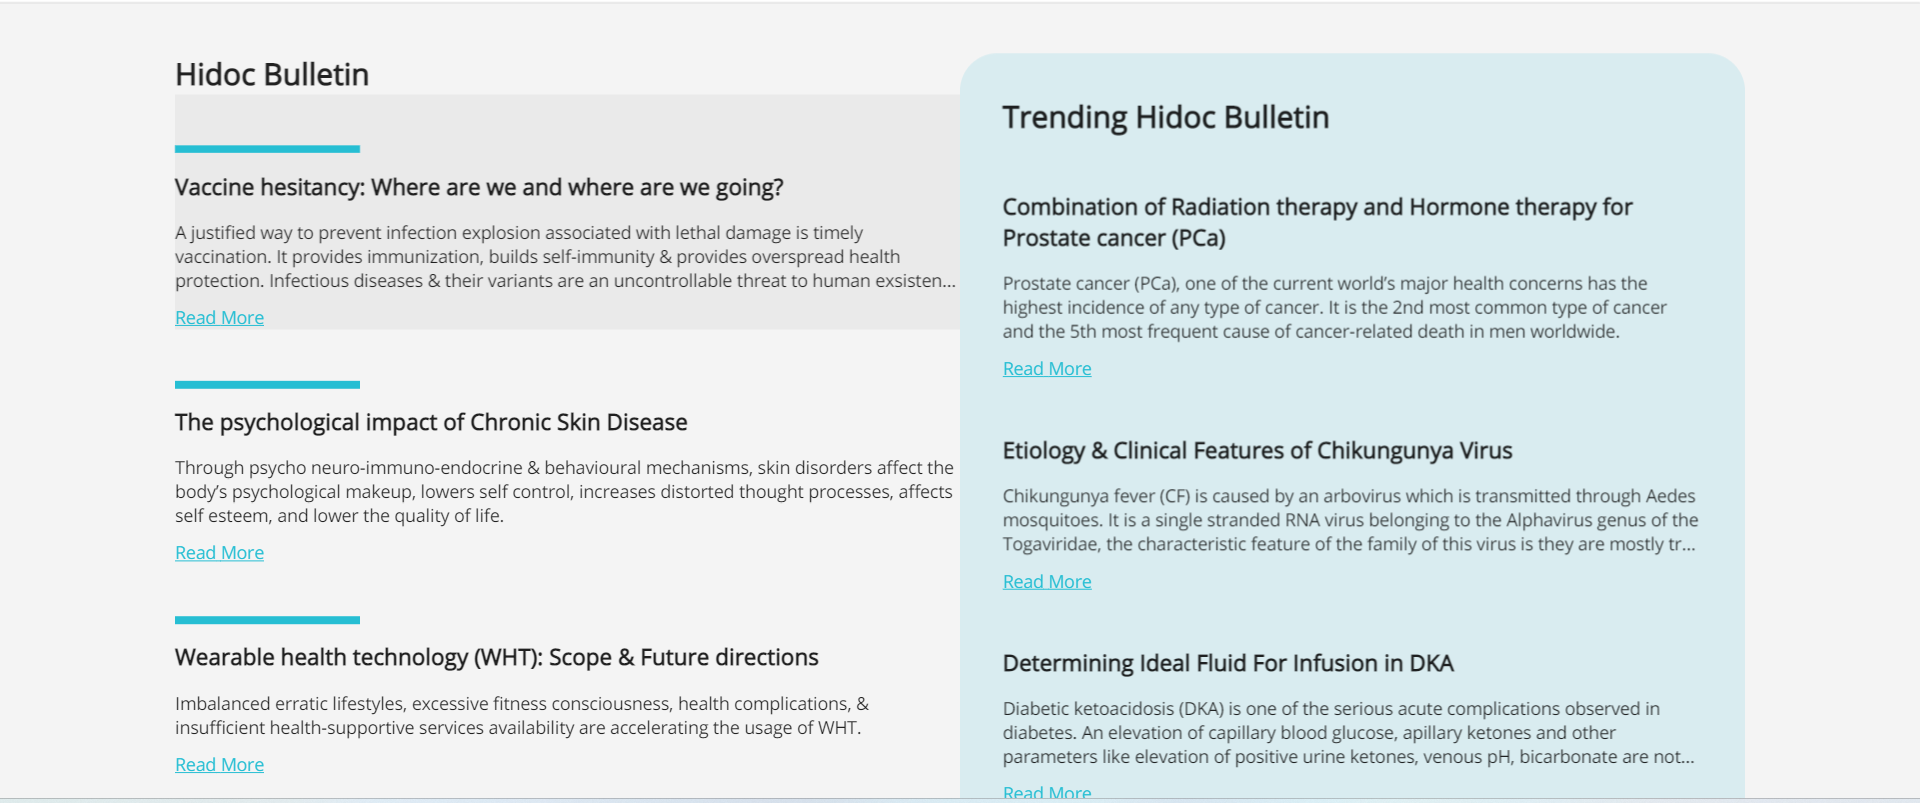 Hidoc Bulletin
Vaccine hesitancy: Where are we and where are we going?
A justified way to prevent infection explosion associated with lethal damage is timely
vaccination. It provides immunization, builds self-immunity & provides overspread health
protection. Infectious diseases & their variants are an uncontrollable threat to human exsisten...
Read More
The psychological impact of Chronic Skin Disease
Through psycho neuro-immuno-endocrine & behavioural mechanisms, skin disorders affect the
body’s psychological makeup, lowers self control, increases distorted thought processes, affects
self esteem, and lower the quality of life.
Read More
Wearable health technology (WHT): Scope & Future directions
Imbalanced erratic lifestyles, excessive fitness consciousness, health complications, &
insufficient health-supportive services availability are accelerating the usage of WHT.
Read More
Trending Hidoc Bulletin
Combination of Radiation therapy and Hormone therapy for
Prostate cancer (PCa)
Prostate cancer (PCa), one of the current world’s major health concerns has the
highest incidence of any type of cancer. It is the 2nd most common type of cancer
and the 5th most frequent cause of cancer-related death in men worldwide.
Read More
Etiology & Clinical Features of Chikungunya Virus
Chikungunya fever (CF) is caused by an arbovirus which is transmitted through Aedes
mosquitoes. It is a single stranded RNA virus belonging to the Alphavirus genus of the
Togaviridae, the characteristic feature of the family of this virus is they are mostly tr...
Read More
Determining Ideal Fluid For Infusion in DKA
Diabetic ketoacidosis (DKA) is one of the serious acute complications observed in
diabetes. An elevation of capillary blood glucose, apillary ketones and other
parameters like elevation of positive urine ketones, venous pH, bicarbonate are not...
Read More